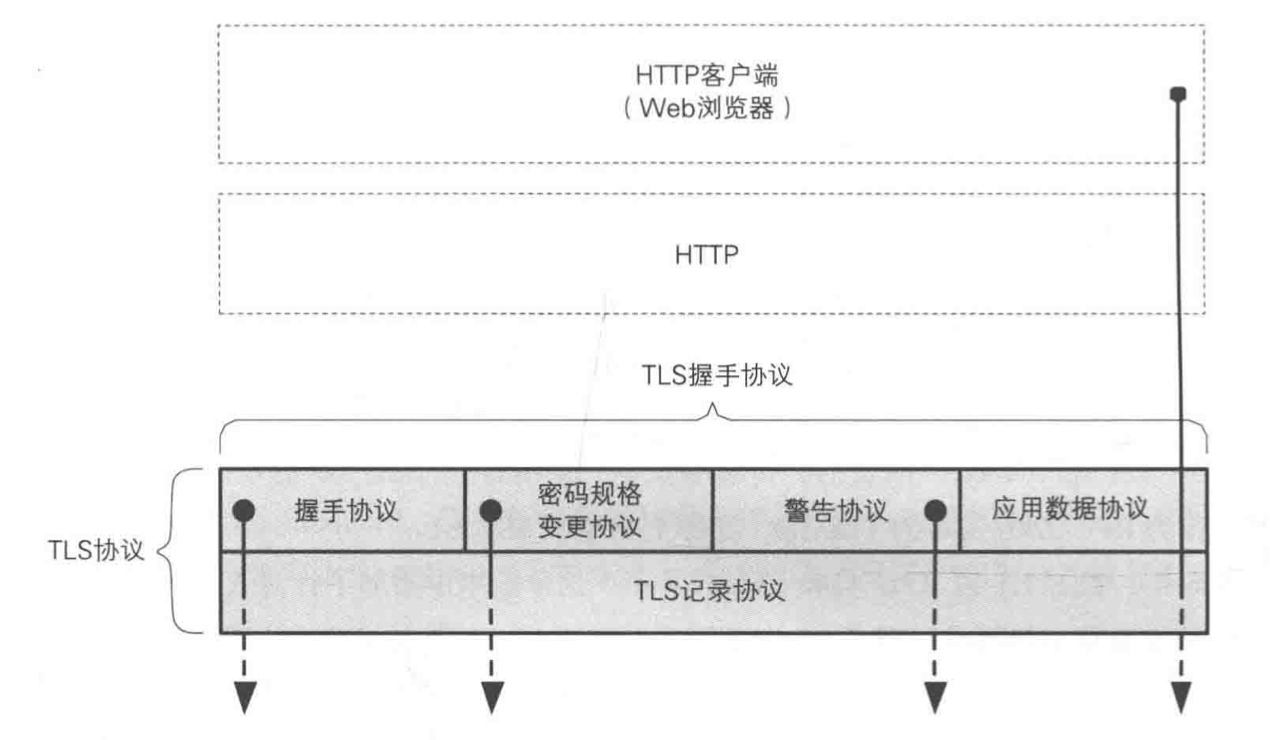 HTTP客户端
（Web浏览器）
HTTP
TLS握手协议
握手协议
密码规格
变更协议
警告协议
应用数据协议
TLS协议
TLS记录协议